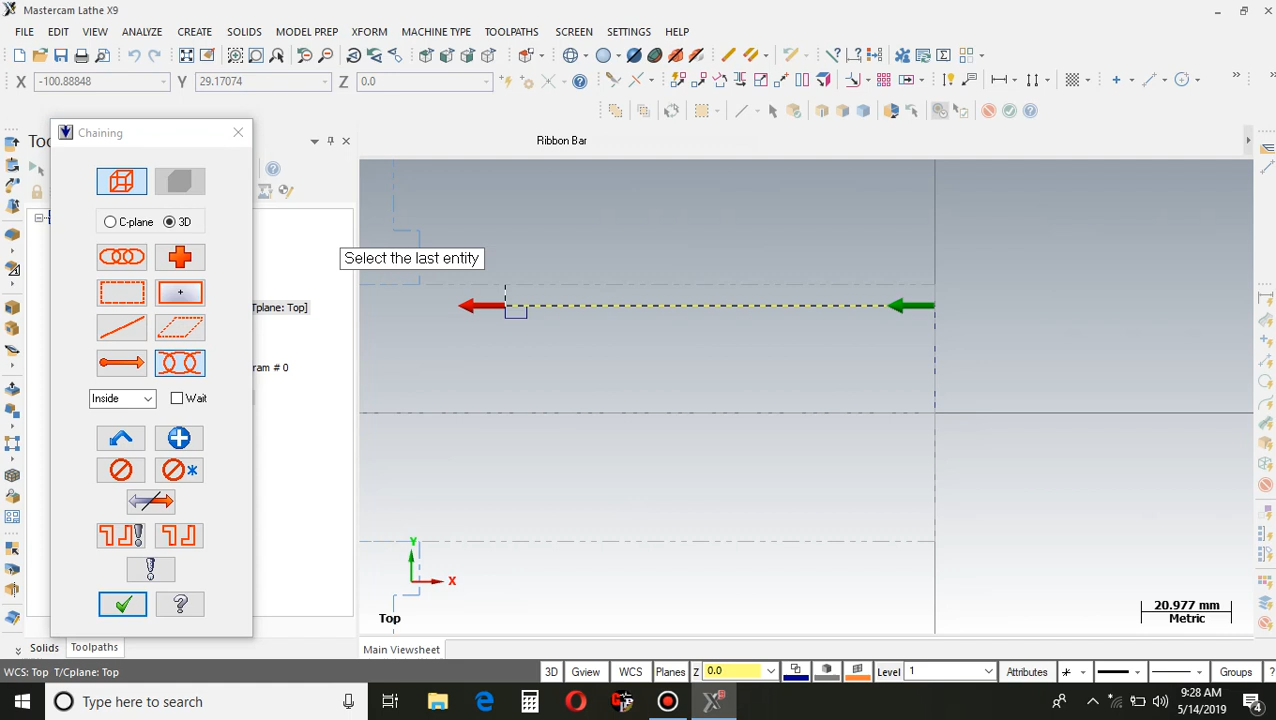 Mastercam Lathe X9
FILE EDIT VIEW ANALYZE CREATE SOLIDS MODEL PREP XFORM MACHINE TYPE TOOLPATHS SCREEN SETTINGS HELP
X -100.88848 Y 29.17074 Z 0.0
Ribbon Bar
Chaining
C-plane 3D
Select the last entity
Tplane: Top]
ram # 0
Inside Wait
Y
X
Top
20.977 mm
Metric
Solids Toolpaths
Main Viewsheet
WCS: Top T/Cplane: Top
3D Gview WCS Planes Z 0.0 Level 1 Attributes Groups
Type here to search
9:28 AM
5/14/2019
4